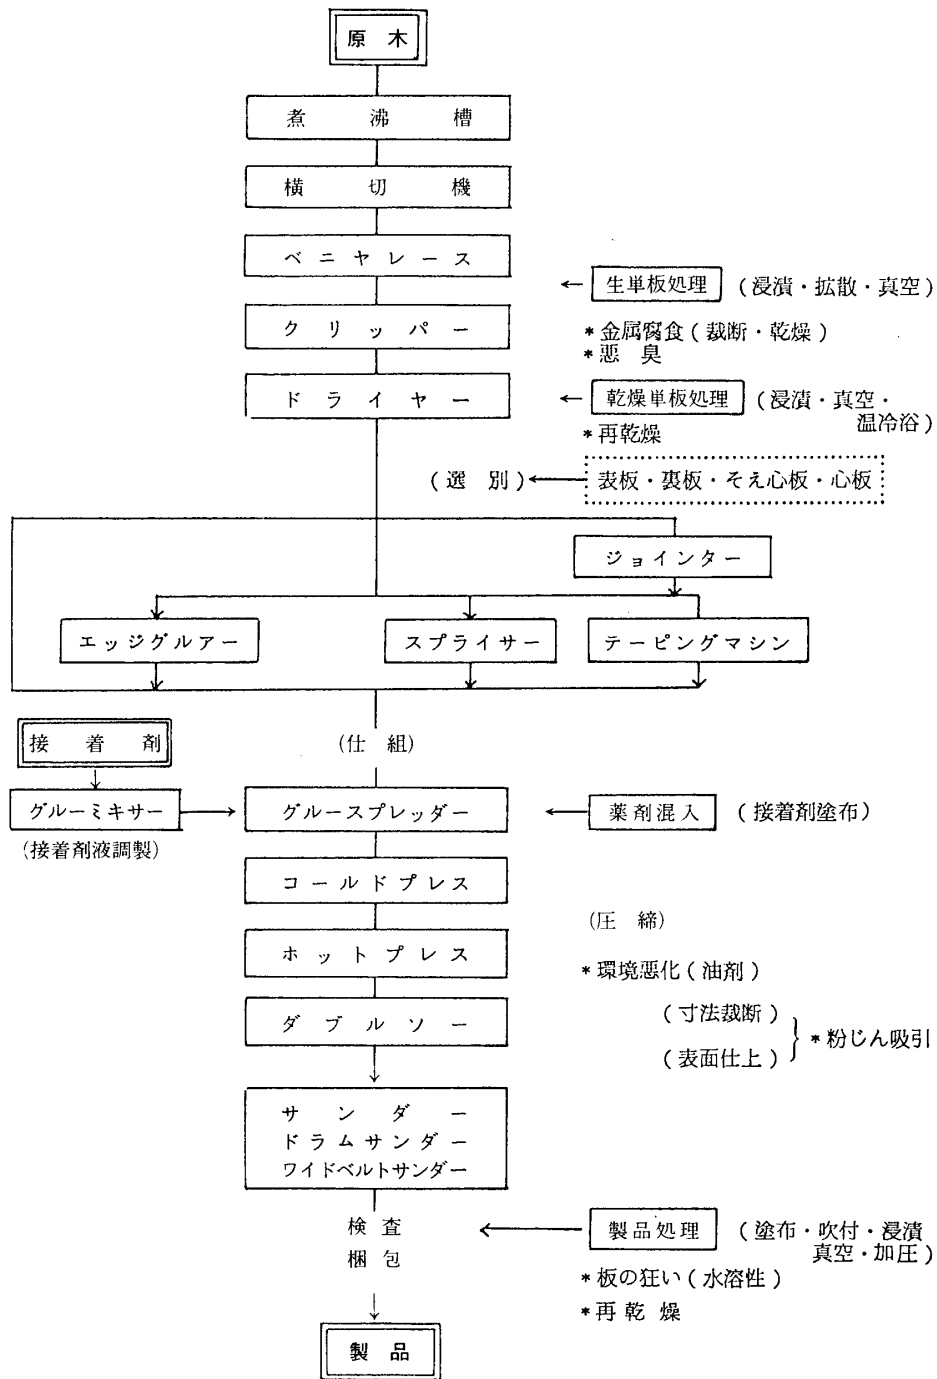 原木
煮沸槽
横切機
ベニヤレース
← 生単板処理 (浸漬・拡散・真空)
クリッパー
*金属腐食(裁断・乾燥)
*悪臭
ドライヤー
← 乾燥単板処理 (浸漬・真空・
温冷浴)
*再乾燥
(選別)
表板・裏板・そえ心板・心板
ジョインター
エッジグルアー
スプライサー
テーピングマシン
接着剤
(仕組)
グルーミキサー
グルースプレッダー
薬剤混入 (接着剤塗布)
(接着剤液調製)
コールドプレス
(圧締)
ホットプレス
*環境悪化(油剤)
ダブルソー
(寸法裁断)
*粉じん吸引
(表面仕上)
サンダー
ドラムサンダー
ワイドベルトサンダー
検査
製品処理 (塗布・吹付・浸漬
真空・加圧)
梱包
*板の狂い(水溶性)
*再乾燥
製品